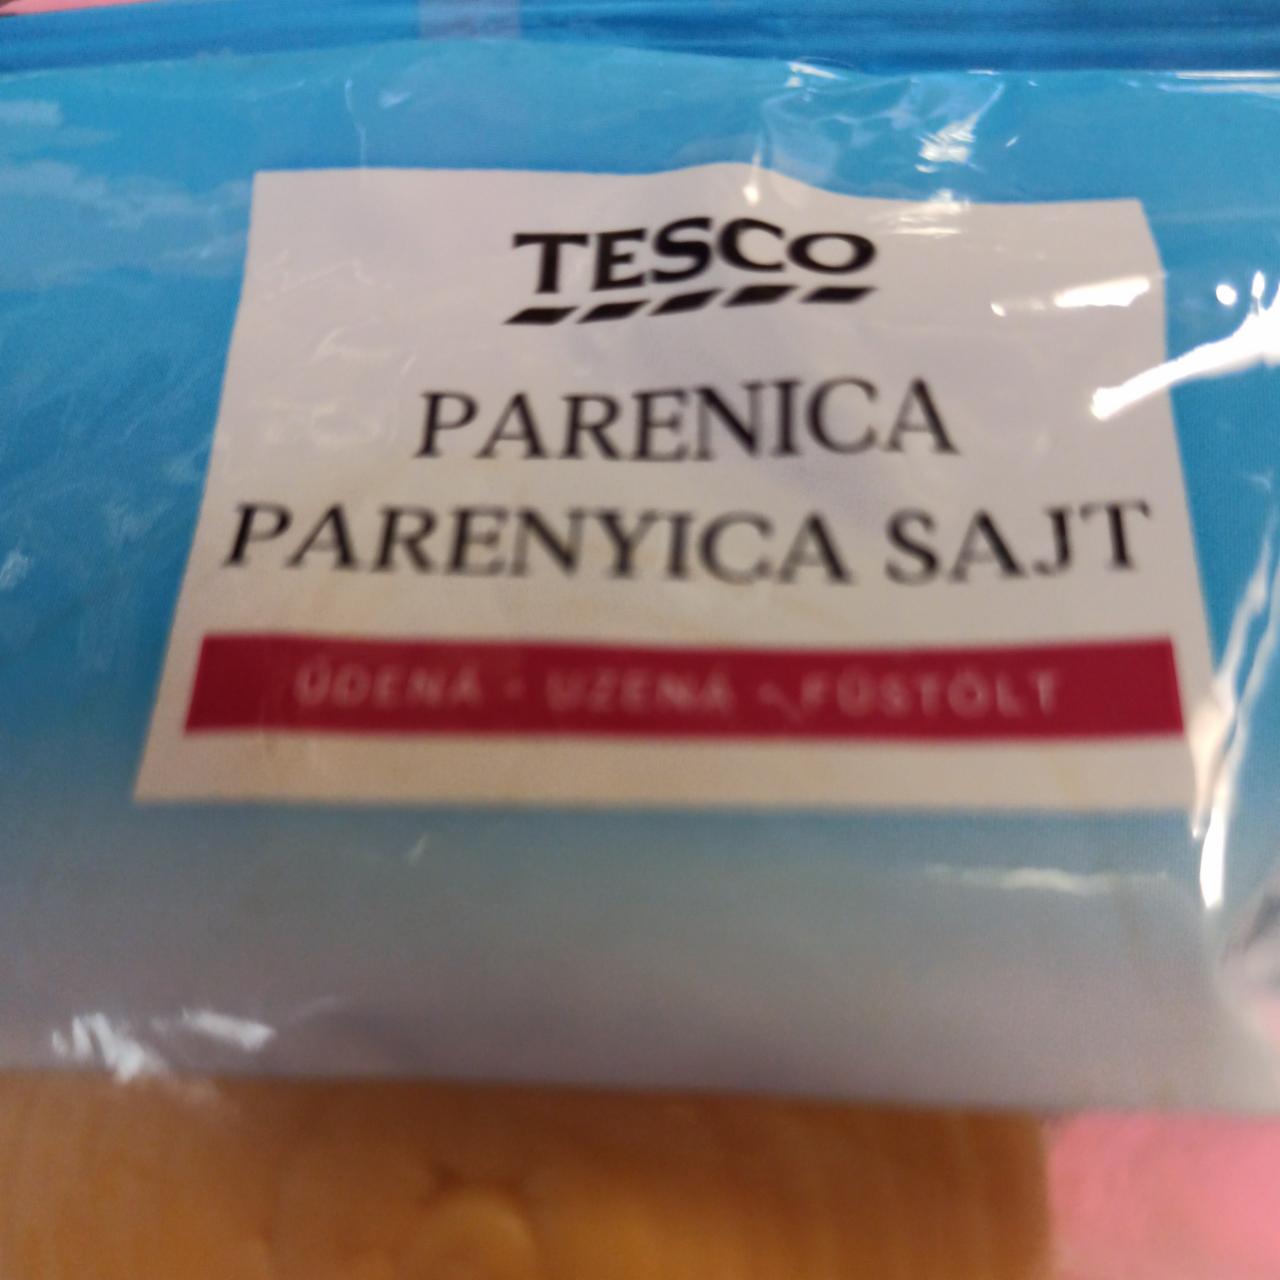 TESCO
PARENICA
PARENYICA SAJT
ÚDENÁ - UZENÁ - FÜSTÖLT